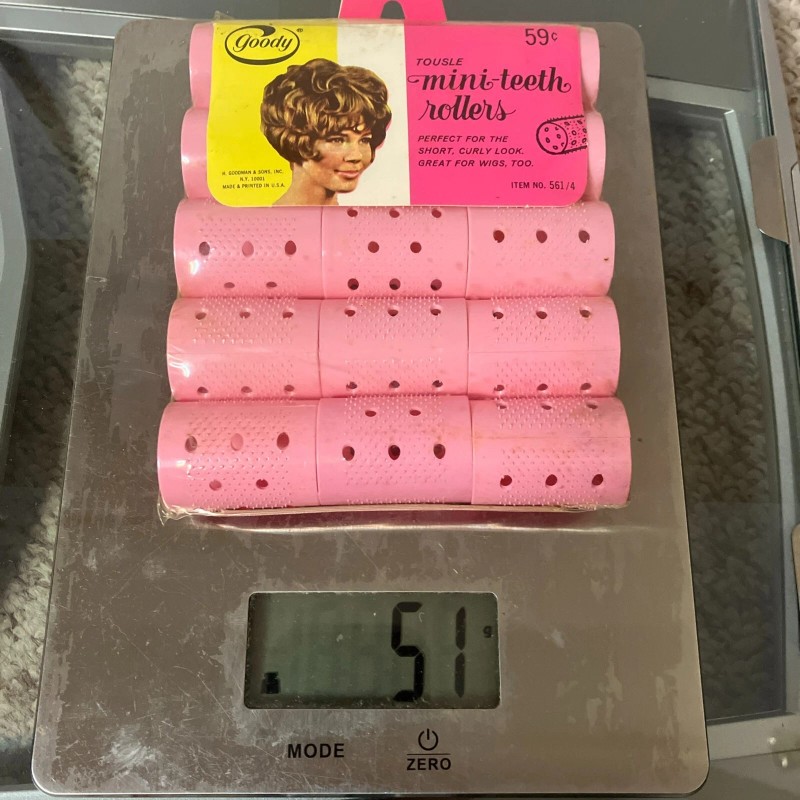 Goody®
59¢
TOUSLE
mini-teeth
rollers
PERFECT FOR THE
SHORT, CURLY LOOK.
GREAT FOR WIGS, TOO.
H. GOODMAN & SONS, INC.
N.Y. 10001
MADE & PRINTED IN U.S.A.
ITEM NO. 561/4
51 g
MODE
ZERO